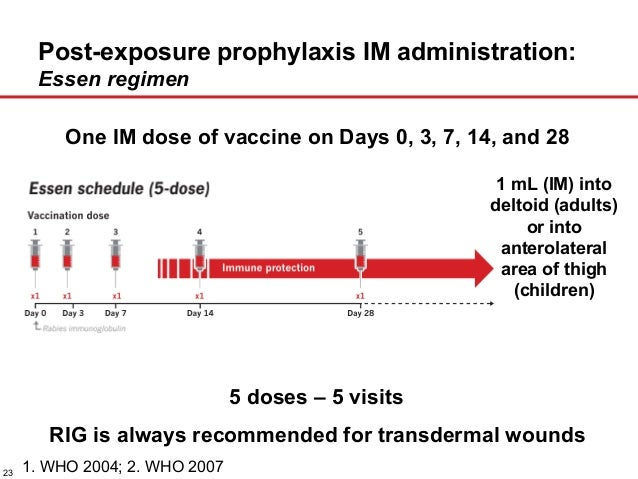 Post-exposure prophylaxis IM administration:
Essen regimen
One IM dose of vaccine on Days 0, 3, 7, 14, and 28
Essen schedule (5-dose)
Vaccination dose
1 2 3 4 5
Immune protection
x1 x1 x1 x1 x1
Day 0 Day 3 Day 7 Day 14 Day 28
Rabies immunoglobulin
1 mL (IM) into
deltoid (adults)
or into
anterolateral
area of thigh
(children)
5 doses – 5 visits
RIG is always recommended for transdermal wounds
23
1. WHO 2004; 2. WHO 2007